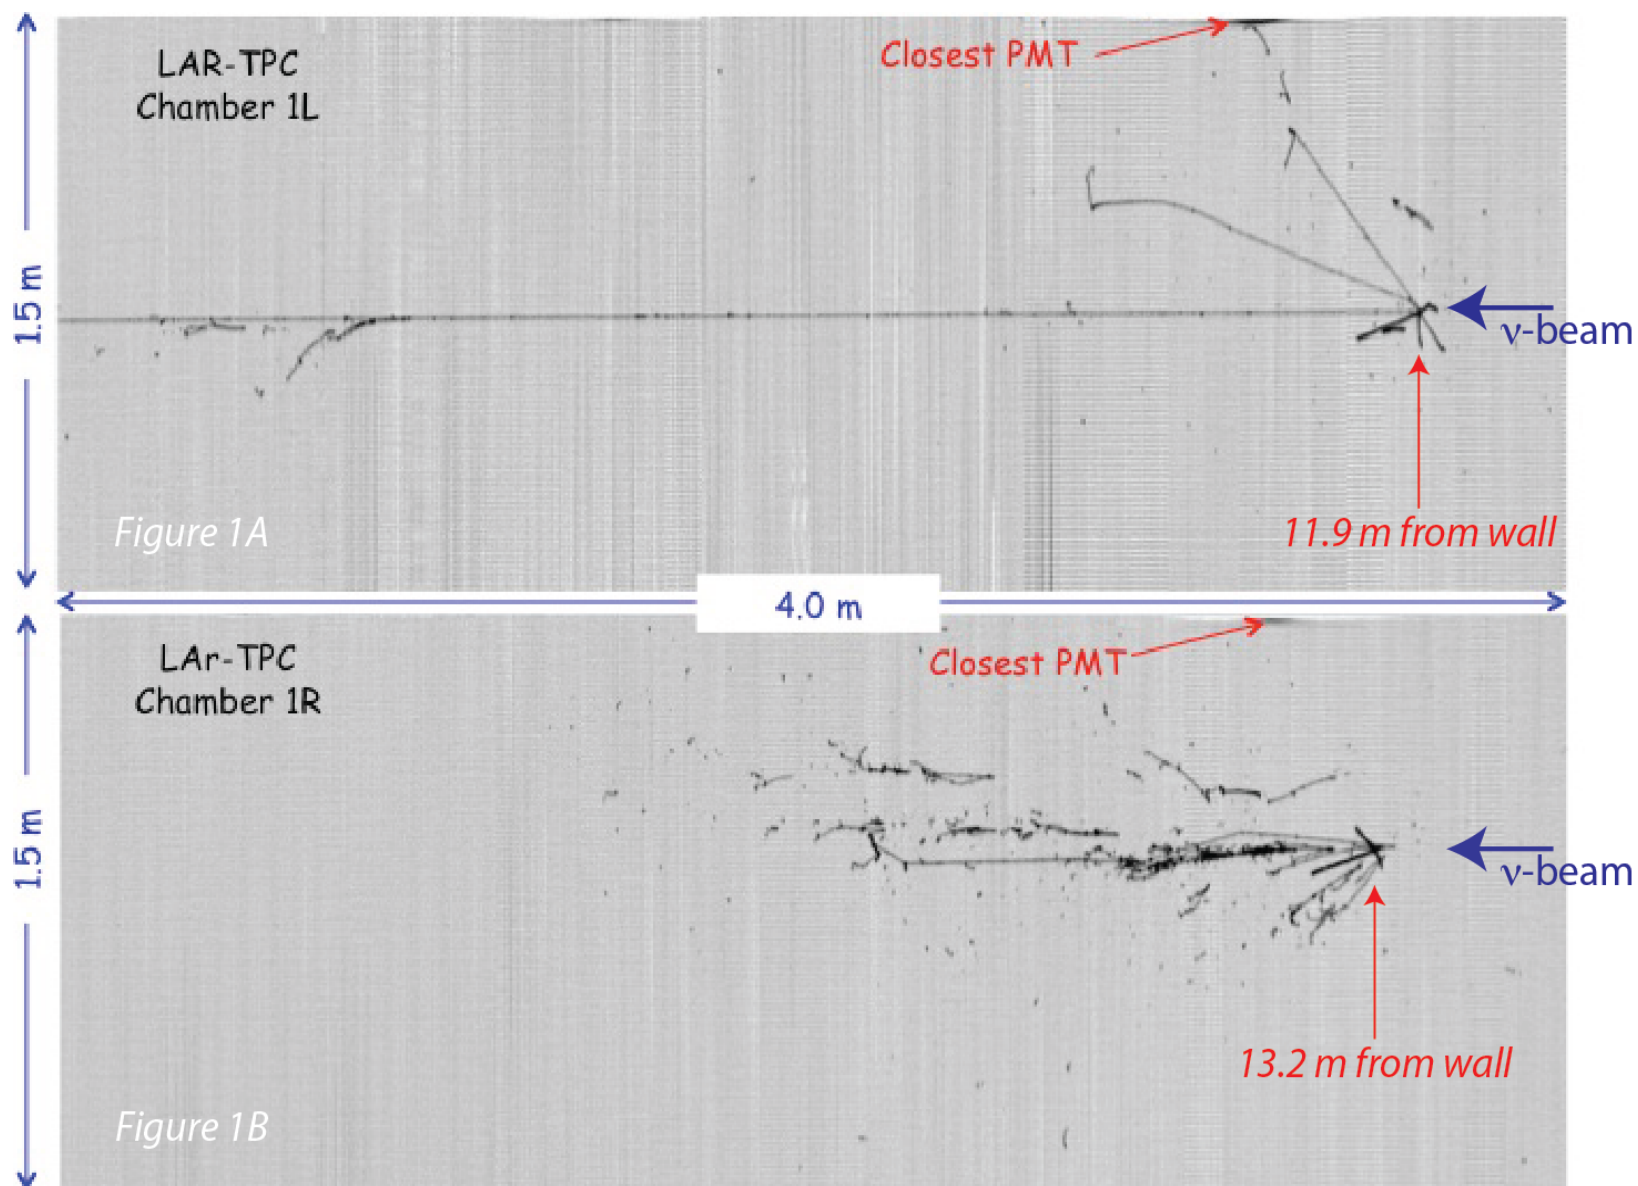 LAR-TPC
Chamber 1L
Closest PMT
1.5 m
ν-beam
Figure 1A
11.9 m from wall
4.0 m
LAr-TPC
Chamber 1R
Closest PMT
1.5 m
ν-beam
13.2 m from wall
Figure 1B